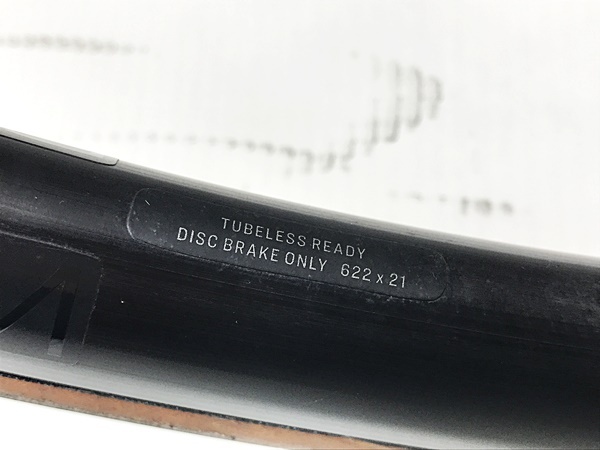 TUBELESS READY
DISC BRAKE ONLY 622 x 21